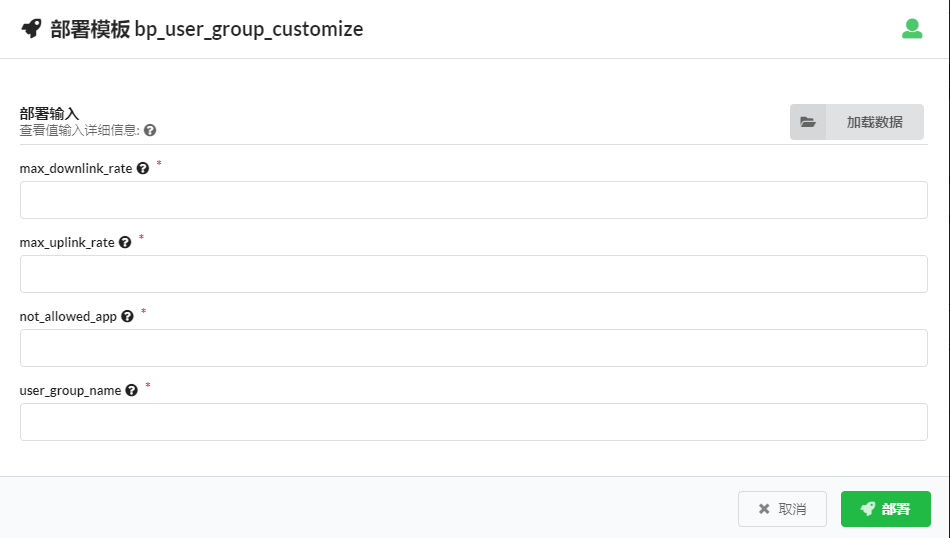 部署模板 bp_user_group_customize
部署输入
查看值输入详细信息:
加载数据
max_downlink_rate *
max_uplink_rate *
not_allowed_app *
user_group_name *
取消
部署